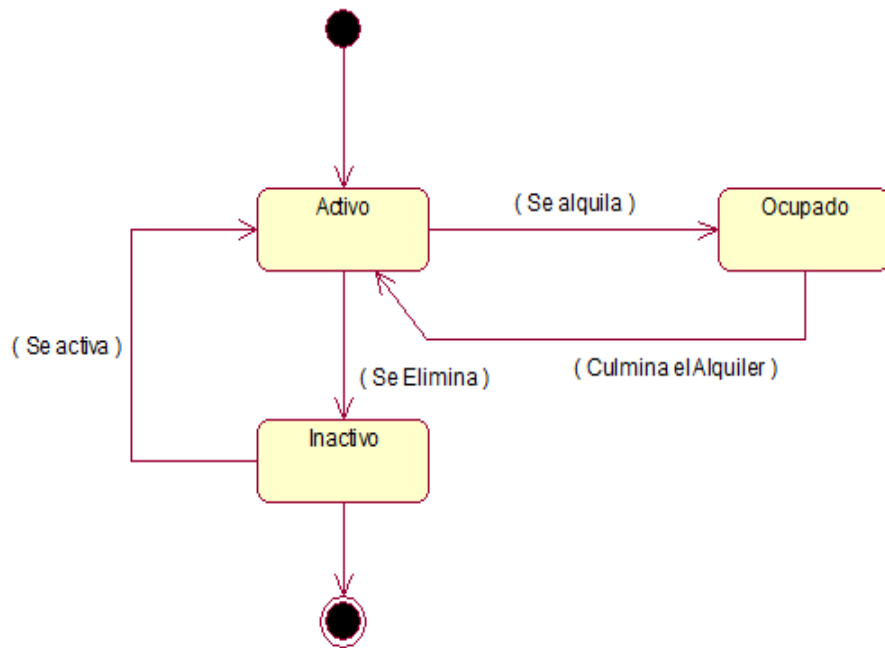 Activo
( Se alquila )
Ocupado
( Se activa )
( Se Elimina )
( Culmina el Alquiler )
Inactivo